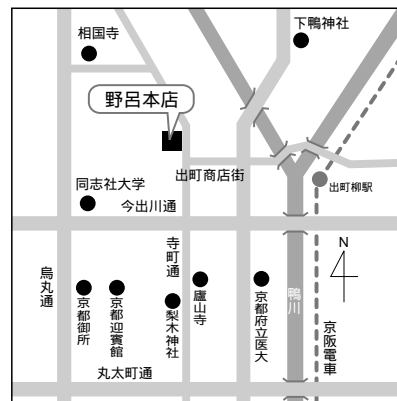 相国寺
下鴨神社
野呂本店
出町商店街
出町柳駅
同志社大学
今出川通
烏丸通
寺町通
京都御所
京都迎賓館
梨木神社
廬山寺
京都府立医大
鴨川
N
京阪電車
丸太町通